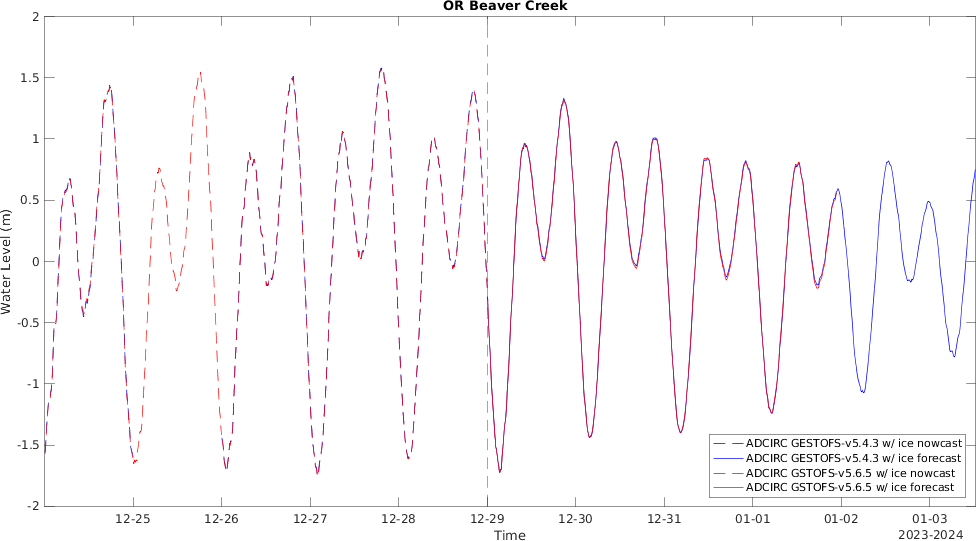 OR Beaver Creek
2
1.5
1
0.5
0
-0.5
-1
-1.5
-2
Water Level (m)
ADCIRC GESTOFS-v5.4.3 w/ ice nowcast
ADCIRC GESTOFS-v5.4.3 w/ ice forecast
ADCIRC GSTOFS-v5.6.5 w/ ice nowcast
ADCIRC GSTOFS-v5.6.5 w/ ice forecast
12-25 12-26 12-27 12-28 12-29 12-30 12-31 01-01 01-02 01-03
Time
2023-2024